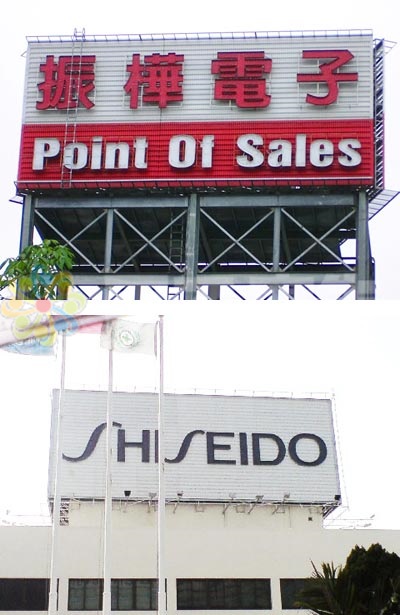 振樺電子
Point Of Sales
SHISEIDO